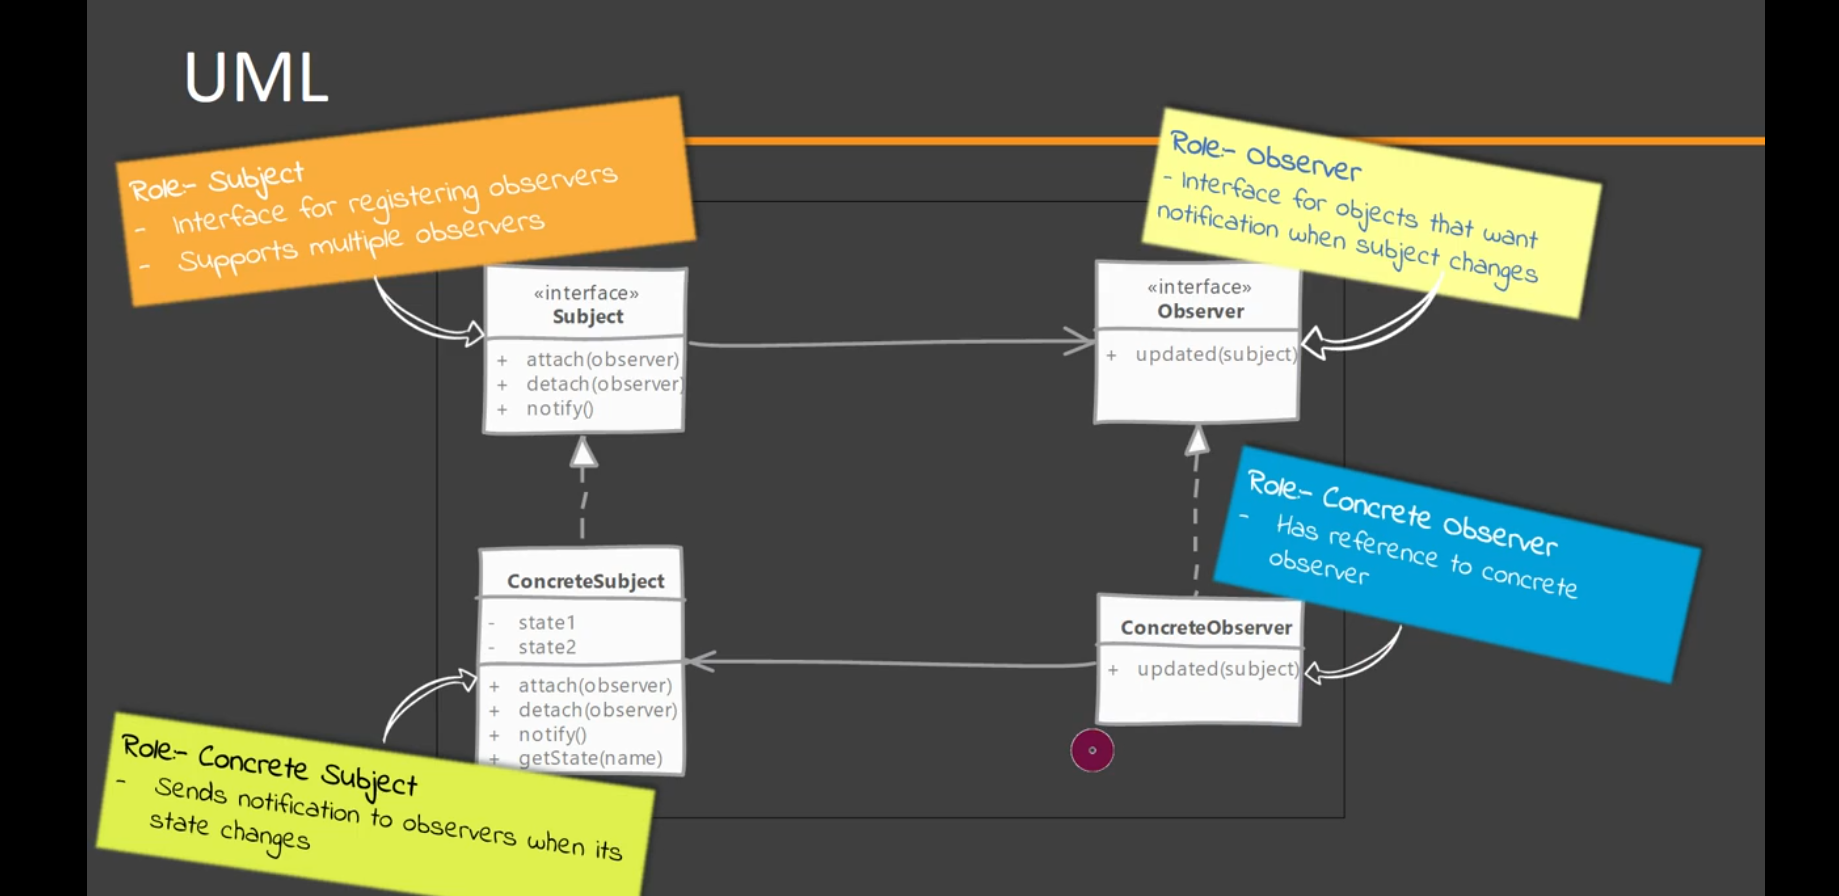 UML
Role:- Subject
- Interface for registering observers
- Supports multiple observers
Role:- Observer
- Interface for objects that want
notification when subject changes
«interface»
Subject
+ attach(observer)
+ detach(observer)
+ notify()
«interface»
Observer
+ updated(subject)
Role:- Concrete Observer
- Has reference to concrete
observer
ConcreteSubject
- state1
- state2
+ attach(observer)
+ detach(observer)
+ notify()
+ getState(name)
ConcreteObserver
+ updated(subject)
Role:- Concrete Subject
- Sends notification to observers when its
state changes